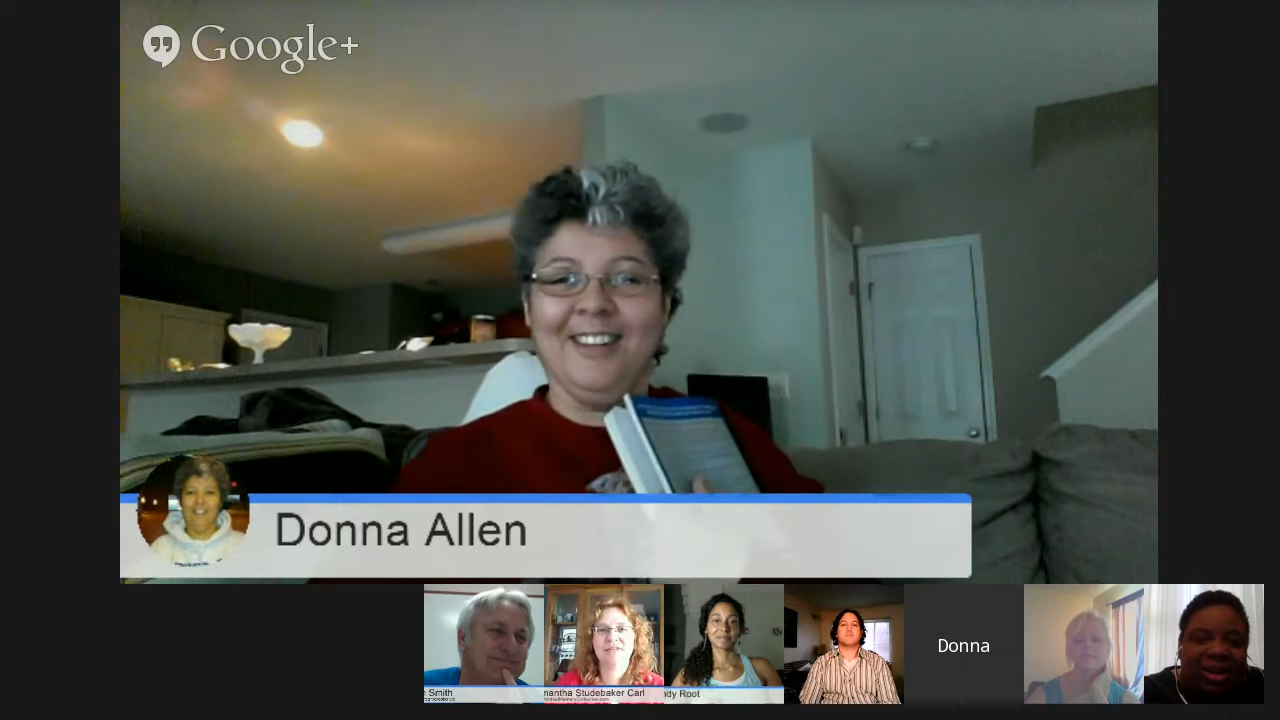 Google+
Donna Allen
Smith
nantha Studebaker Carl
ndy Root
Donna